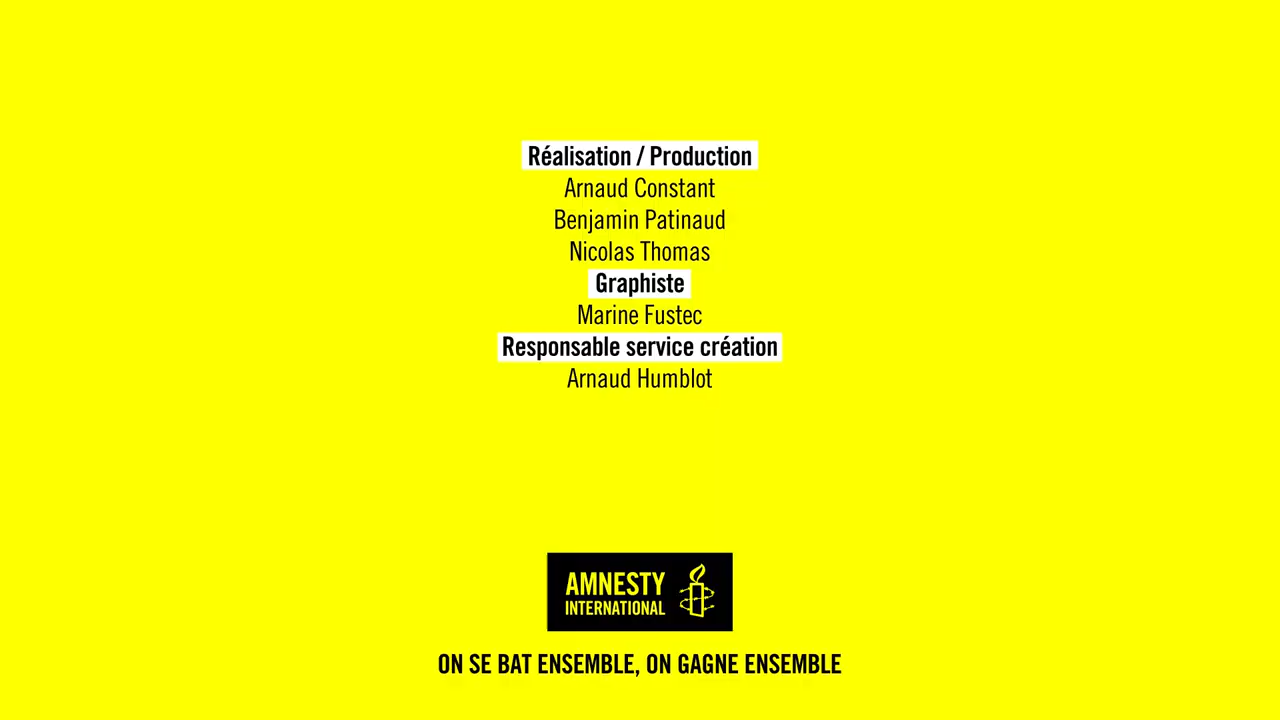 Réalisation / Production
Arnaud Constant
Benjamin Patinaud
Nicolas Thomas
Graphiste
Marine Fustec
Responsable service création
Arnaud Humblot
AMNESTY
INTERNATIONAL
ON SE BAT ENSEMBLE, ON GAGNE ENSEMBLE